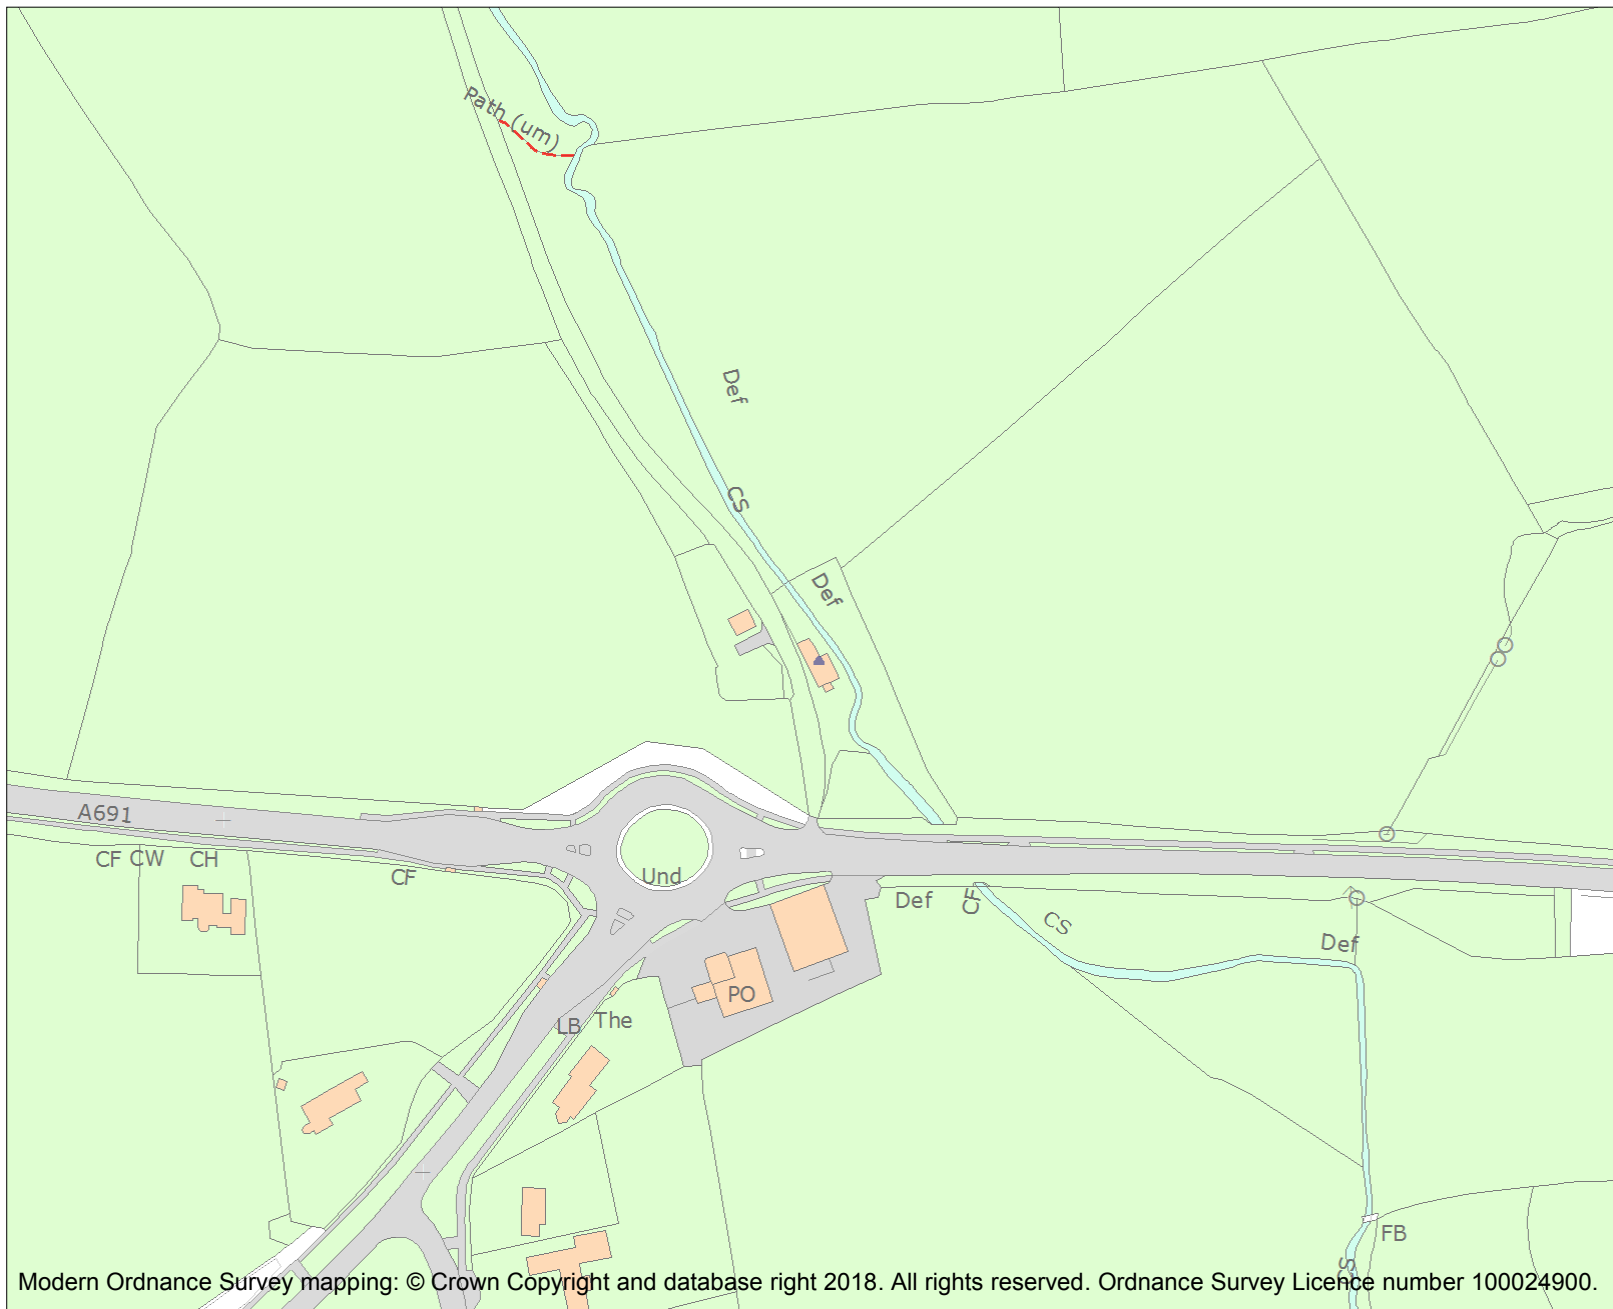 Path (um)
Def
CS
Def
A691
CF CW CH
CF
Und
Def
CF
CS
Def
PO
LB The
FB
CS
Modern Ordnance Survey mapping: © Crown Copyright and database right 2018. All rights reserved. Ordnance Survey Licence number 100024900.